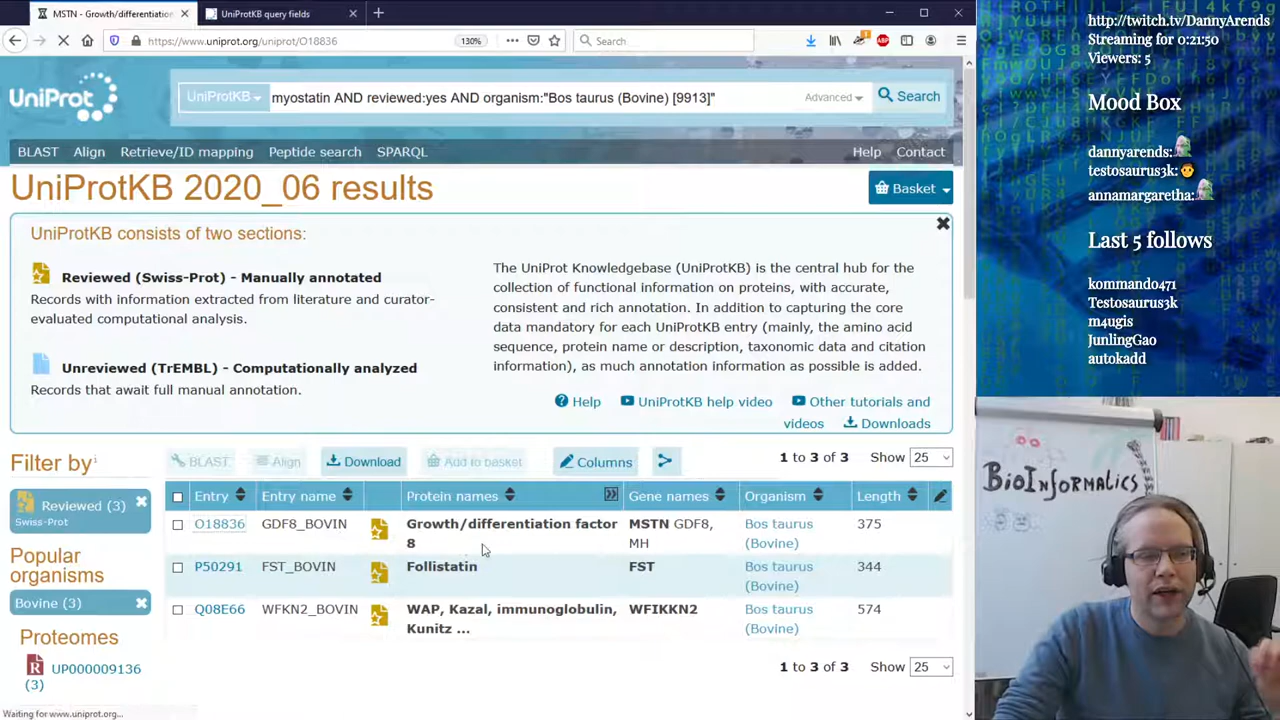 MSTN - Growth/differentiation
UniProtKB query fields
https://www.uniprot.org/uniprot/O18836
130%
Search
http://twitch.tv/DannyArends
Streaming for 0:21:50
Viewers: 5
Mood Box
dannyarends:
testosaurus3k:
annamargaretha:
Last 5 follows
kommando471
Testosaurus3k
m4ugis
JunlingGao
autokadd
UniProt
UniProtKB
myostatin AND reviewed:yes AND organism:"Bos taurus (Bovine) [9913]"
Advanced
Search
BLAST Align Retrieve/ID mapping Peptide search SPARQL
Help Contact
UniProtKB 2020_06 results
Basket
UniProtKB consists of two sections:
Reviewed (Swiss-Prot) - Manually annotated
Records with information extracted from literature and curator-
evaluated computational analysis.
Unreviewed (TrEMBL) - Computationally analyzed
Records that await full manual annotation.
The UniProt Knowledgebase (UniProtKB) is the central hub for the
collection of functional information on proteins, with accurate,
consistent and rich annotation. In addition to capturing the core
data mandatory for each UniProtKB entry (mainly, the amino acid
sequence, protein name or description, taxonomic data and citation
information), as much annotation information as possible is added.
Help UniProtKB help video Other tutorials and
videos Downloads
Filter by
BLAST Align Download Add to basket Columns
1 to 3 of 3 Show 25
Reviewed (3)
Swiss-Prot
Popular
organisms
Bovine (3)
Proteomes
UP000009136
(3)
Entry Entry name Protein names Gene names Organism Length
O18836 GDF8_BOVIN Growth/differentiation factor MSTN GDF8, Bos taurus 375
8 MH (Bovine)
P50291 FST_BOVIN Follistatin FST Bos taurus 344
(Bovine)
Q08E66 WFKN2_BOVIN WAP, Kazal, immunoglobulin, WFIKKN2 Bos taurus 574
Kunitz ... (Bovine)
1 to 3 of 3 Show 25
Waiting for www.uniprot.org...
BioInformatics